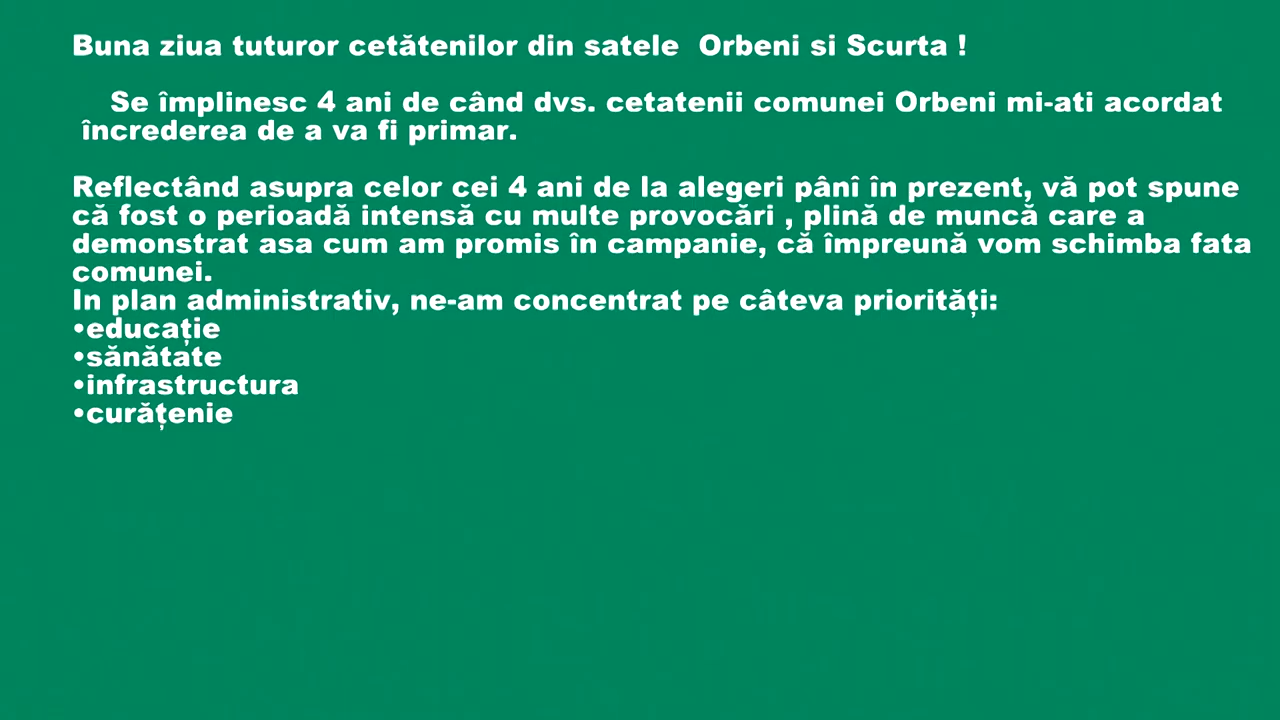 Buna ziua tuturor cetătenilor din satele  Orbeni si Scurta !
Se împlinesc 4 ani de când dvs. cetatenii comunei Orbeni mi-ati acordat
încrederea de a va fi primar.
Reflectând asupra celor cei 4 ani de la alegeri pânî în prezent, vă pot spune
că fost o perioadă intensă cu multe provocări , plină de muncă care a
demonstrat asa cum am promis în campanie, că împreună vom schimba fata
comunei.
In plan administrativ, ne-am concentrat pe câteva priorități:
•educație
•sănătate
•infrastructura
•curățenie